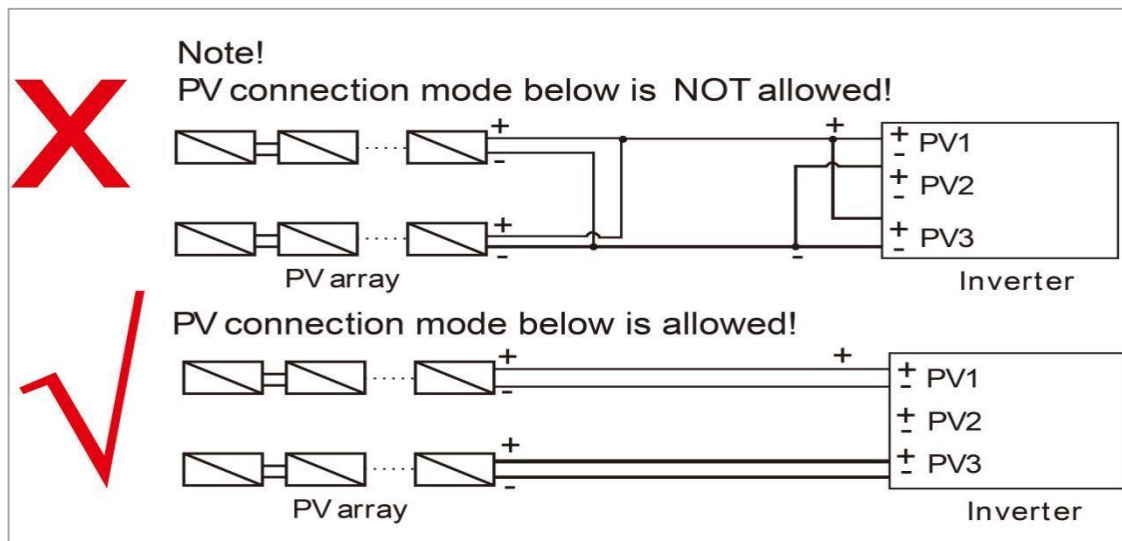 Note!
PV connection mode below is NOT allowed!
+
+
+ PV1
-
-
+ PV2
-
+
+ PV3
-
-
-
PV array
Inverter
PV connection mode below is allowed!
+
+
+ PV1
-
-
+ PV2
-
+
+ PV3
-
-
PV array
Inverter